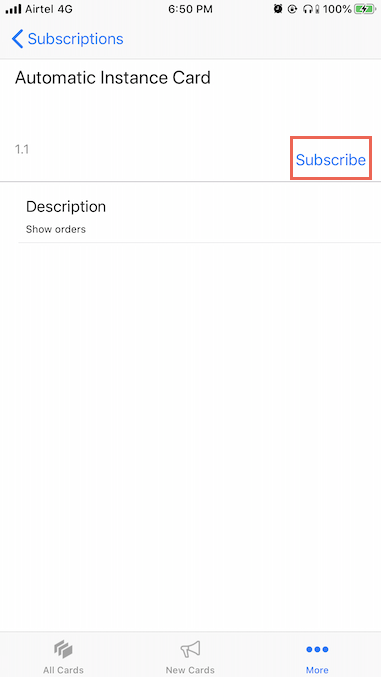 Airtel 4G 6:50 PM 100%
Subscriptions
Automatic Instance Card
1.1
Subscribe
Description
Show orders
All Cards New Cards More